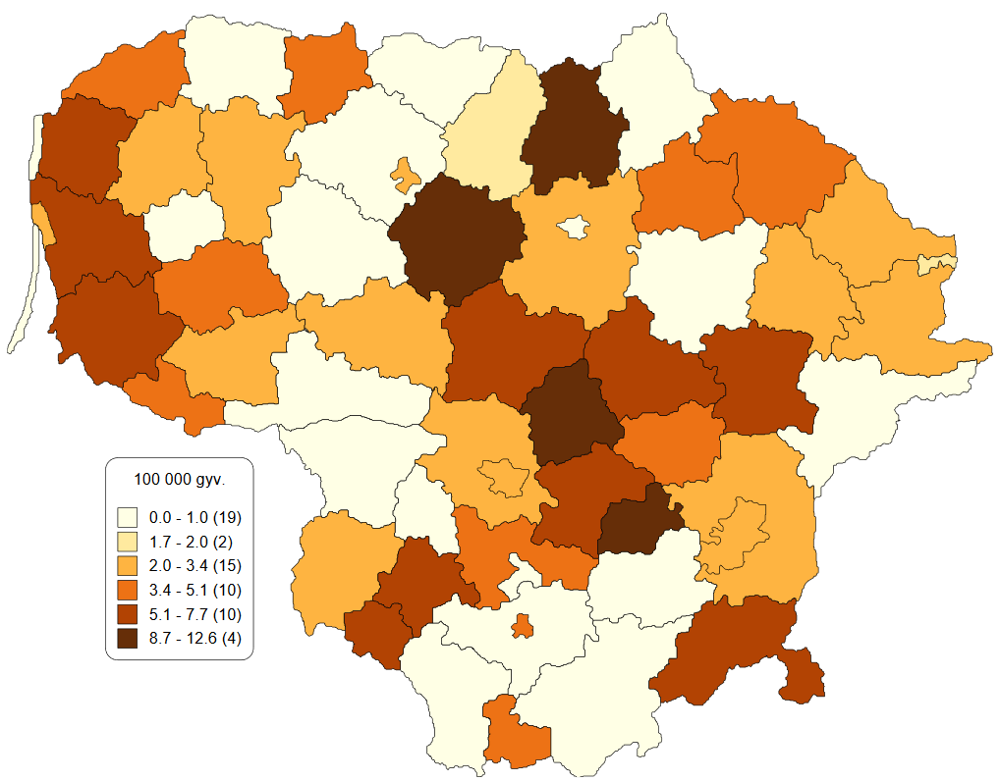 100 000 gyv.
0.0 - 1.0 (19)
1.7 - 2.0 (2)
2.0 - 3.4 (15)
3.4 - 5.1 (10)
5.1 - 7.7 (10)
8.7 - 12.6 (4)